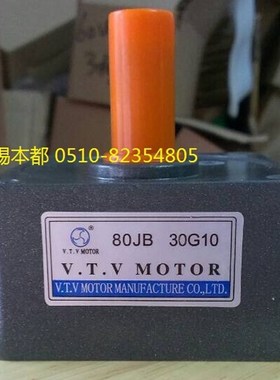 锡本都 0510-82354805
V.T.V MOTOR
80JB 30G10
V.T.V MOTOR
V.T.V MOTOR MANUFACTURE CO.,LTD.